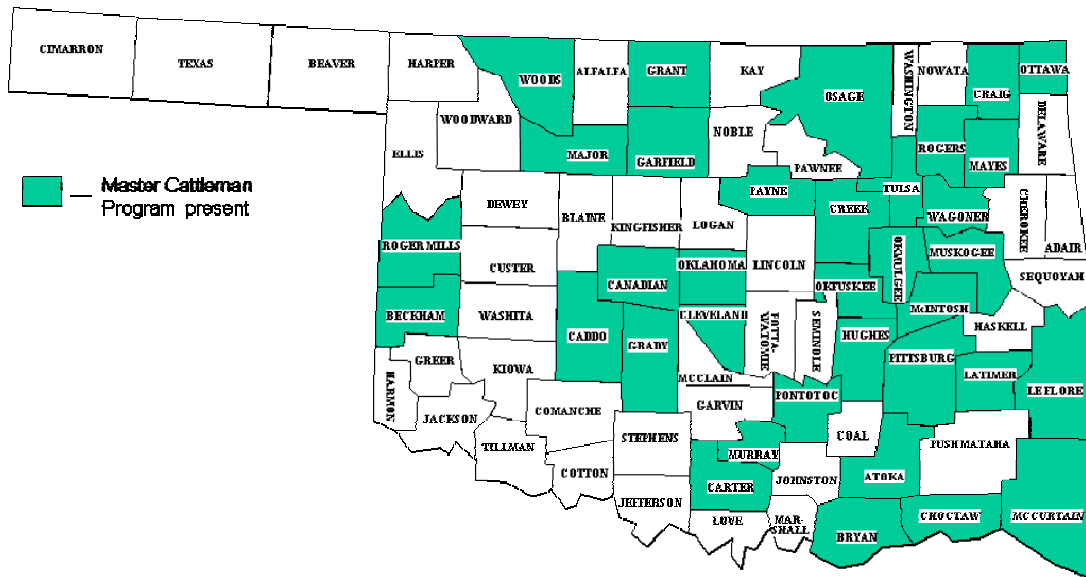 CIMARRON
TEXAS
BEAVER
HARPER
WOODS
ALFALFA
GRANT
KAY
OSAGE
WASHINGTON
NOWATA
CRAIG
OTTAWA
WOODWARD
NOBLE
DELAWARE
ELLIS
MAJOR
GARFIELD
PAWNEE
ROGERS
MAYES
Master Cattleman
Program present
DEWEY
BLAINE
KINGFISHER
LOGAN
PAYNE
CREEK
TULSA
WAGONER
CHEROKEE
ADAIR
ROGER MILLS
CUSTER
CANADIAN
OKLAHOMA
LINCOLN
OKMULGEE
MUSKOGEE
SEQUOYAH
BECKHAM
WASHITA
CADDO
GRADY
CLEVELAND
POTTA-
WATOMIE
SEMINOLE
OKFUSKEE
HUGHES
McINTOSH
HASKELL
GREER
KIOWA
MCCLAIN
PITTSBURG
LATIMER
LEFLORE
HARMON
JACKSON
COMANCHE
GARVIN
PONTOTOC
COAL
PUSHMATAHA
TILLMAN
COTTON
STEPHENS
MURRAY
JOHNSTON
ATOKA
JEFFERSON
CARTER
LOVE
MAR-
SHALL
BRYAN
CHOCTAW
MCCURTAIN